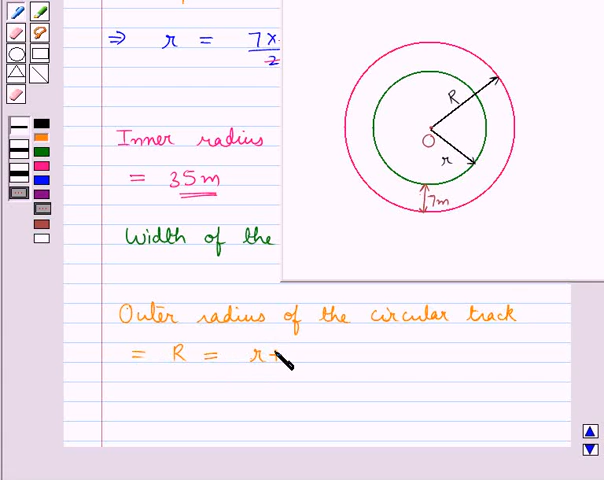 ⇒ r = 7x
2
Inner radius
= 35m
Width of the
Outer radius of the circular track
= R = r+
R
O
r
7m